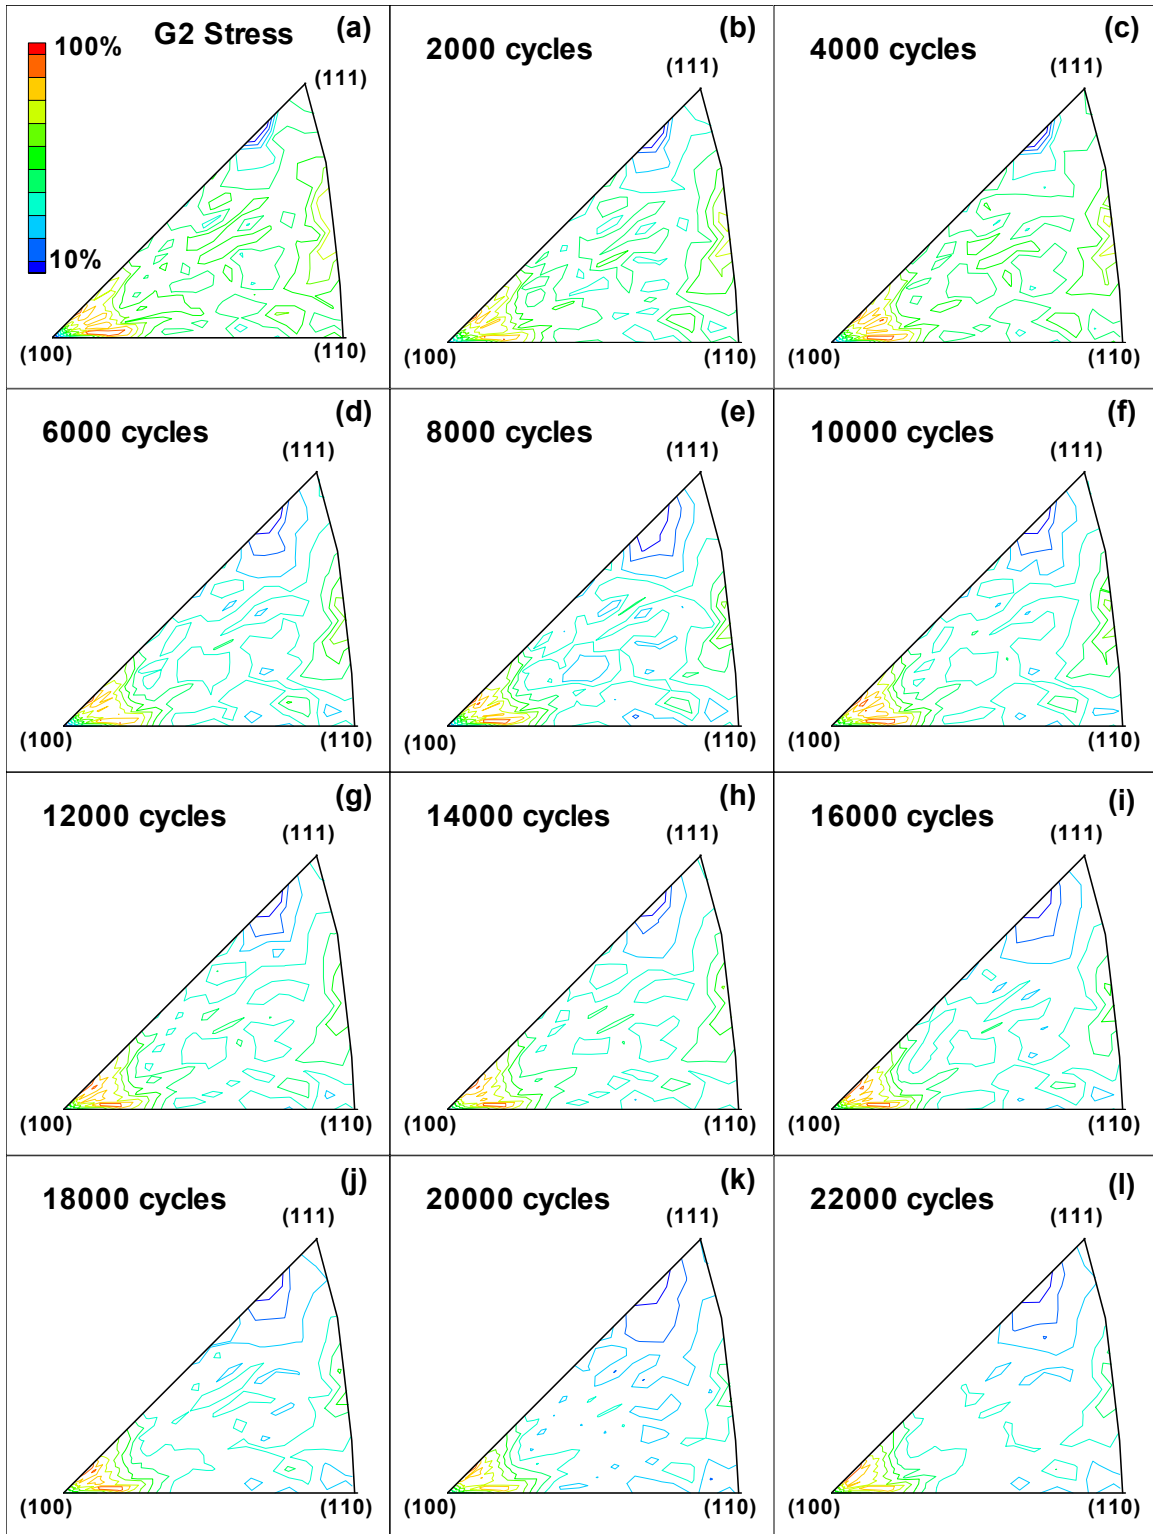 G2 Stress (a)
100%
10%
(111)
(100) (110)
2000 cycles (b)
(111)
(100) (110)
4000 cycles (c)
(111)
(100) (110)
6000 cycles (d)
(111)
(100) (110)
8000 cycles (e)
(111)
(100) (110)
10000 cycles (f)
(111)
(100) (110)
12000 cycles (g)
(111)
(100) (110)
14000 cycles (h)
(111)
(100) (110)
16000 cycles (i)
(111)
(100) (110)
18000 cycles (j)
(111)
(100) (110)
20000 cycles (k)
(111)
(100) (110)
22000 cycles (l)
(111)
(100) (110)